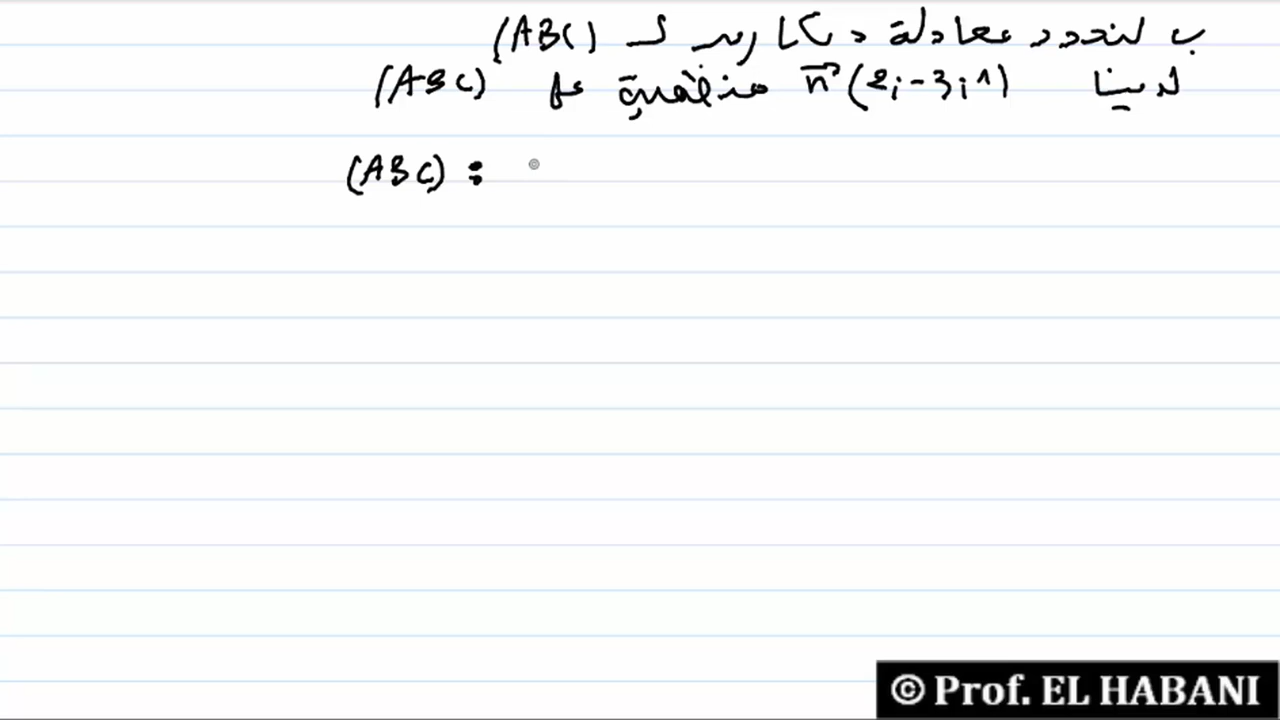 ب لنحدد معادلة ديكارتية لـ (ABC)
لدينا n⃗(2;-3;1) منظمية على (ABC)
(ABC) :
© Prof. EL HABANI